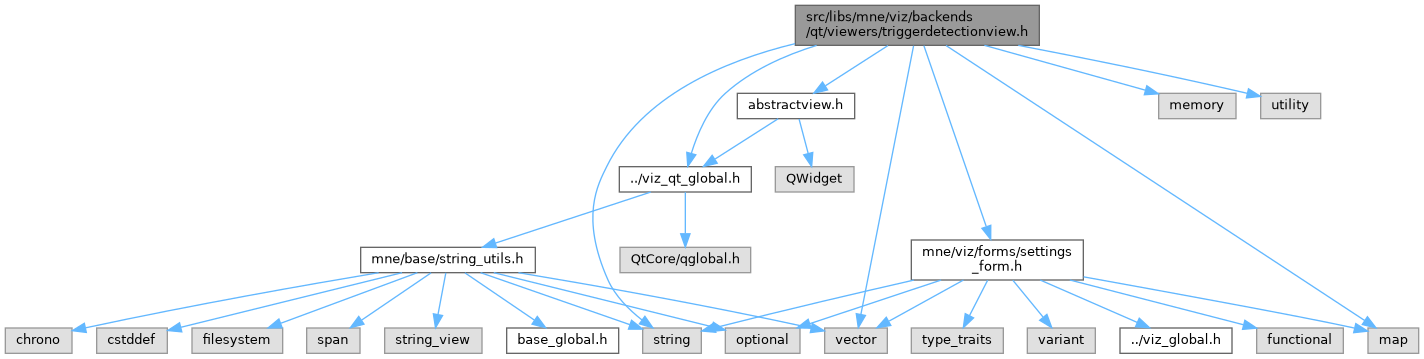 src/libs/mne/viz/backends
/qt/viewers/triggerdetectionview.h
abstractview.h
memory
utility
../viz_qt_global.h
QWidget
mne/base/string_utils.h
QtCore/qglobal.h
mne/viz/forms/settings
_form.h
chrono
cstddef
filesystem
span
string_view
base_global.h
string
optional
vector
type_traits
variant
../viz_global.h
functional
map